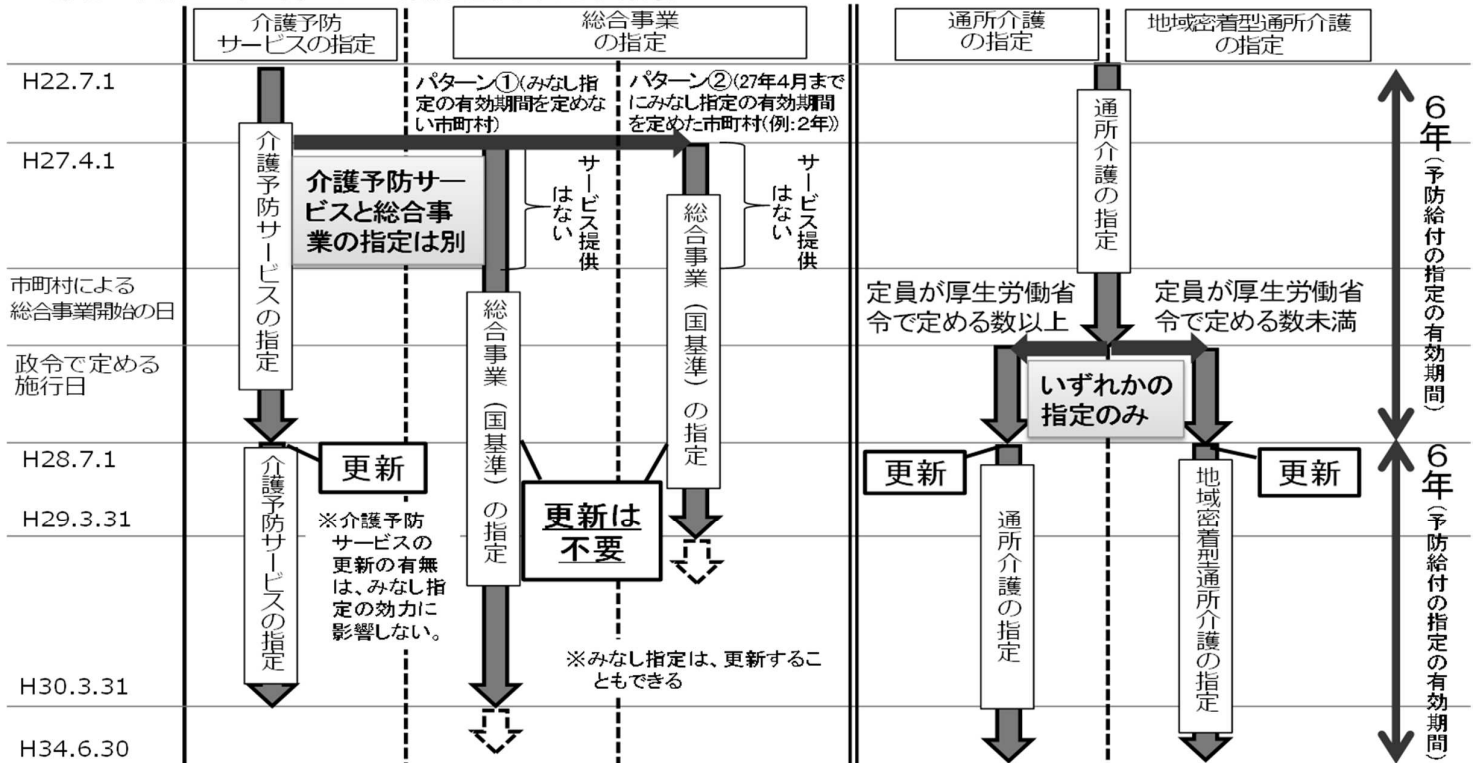 介護予防
サービスの指定
総合事業
の指定
通所介護
の指定
地域密着型通所介護
の指定
H22.7.1
H27.4.1
市町村による
総合事業開始の日
政令で定める
施行日
H28.7.1
H29.3.31
H30.3.31
H34.6.30
パターン①(みなし指
定の有効期間を定めな
い市町村)
パターン②(27年4月まで
にみなし指定の有効期間
を定めた市町村(例:2年))
介護予防サービスの指定
介護予防サー
ビスと総合事
業の指定は別
サービス提供
はない
サービス提供
はない
総合事業（国基準）の指定
総合事業（国基準）の指定
更新
介護予防サービスの指定
※介護予防
サービスの
更新の有無
は、みなし指
定の効力に
影響しない。
更新は
不要
※みなし指定は、更新するこ
ともできる
通所介護の指定
定員が厚生労働省
令で定める数以上
定員が厚生労働省
令で定める数未満
いずれかの
指定のみ
更新
更新
通所介護の指定
地域密着型通所介護の指定
6年(予防給付の指定の有効期間)
6年(予防給付の指定の有効期間)